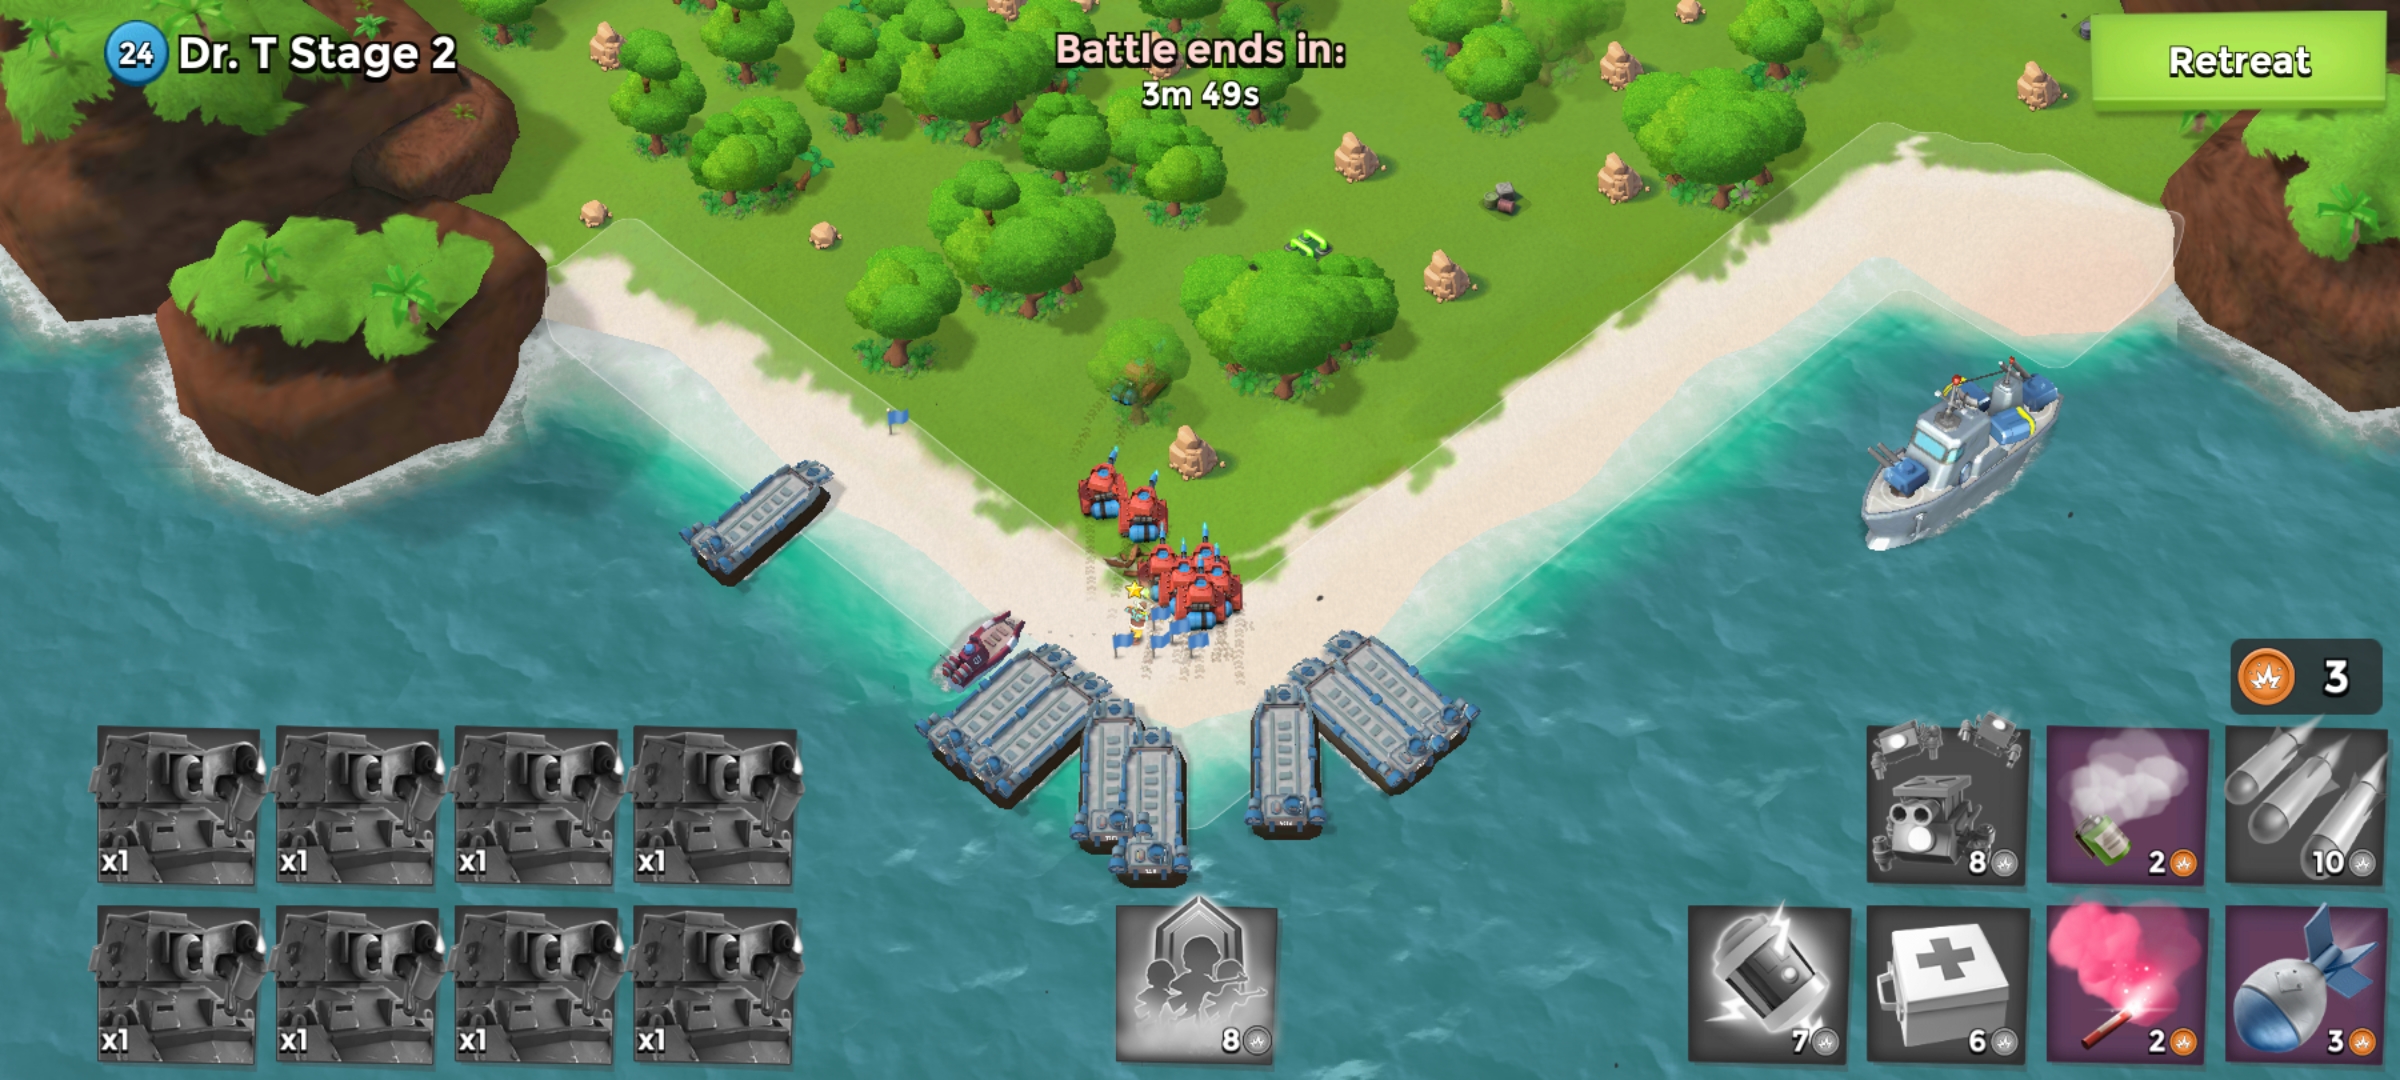 24 Dr. T Stage 2
Battle ends in:
3m 49s
Retreat
3
x1 x1 x1 x1
8 2 10
x1 x1 x1 x1
8
7 6 2 3